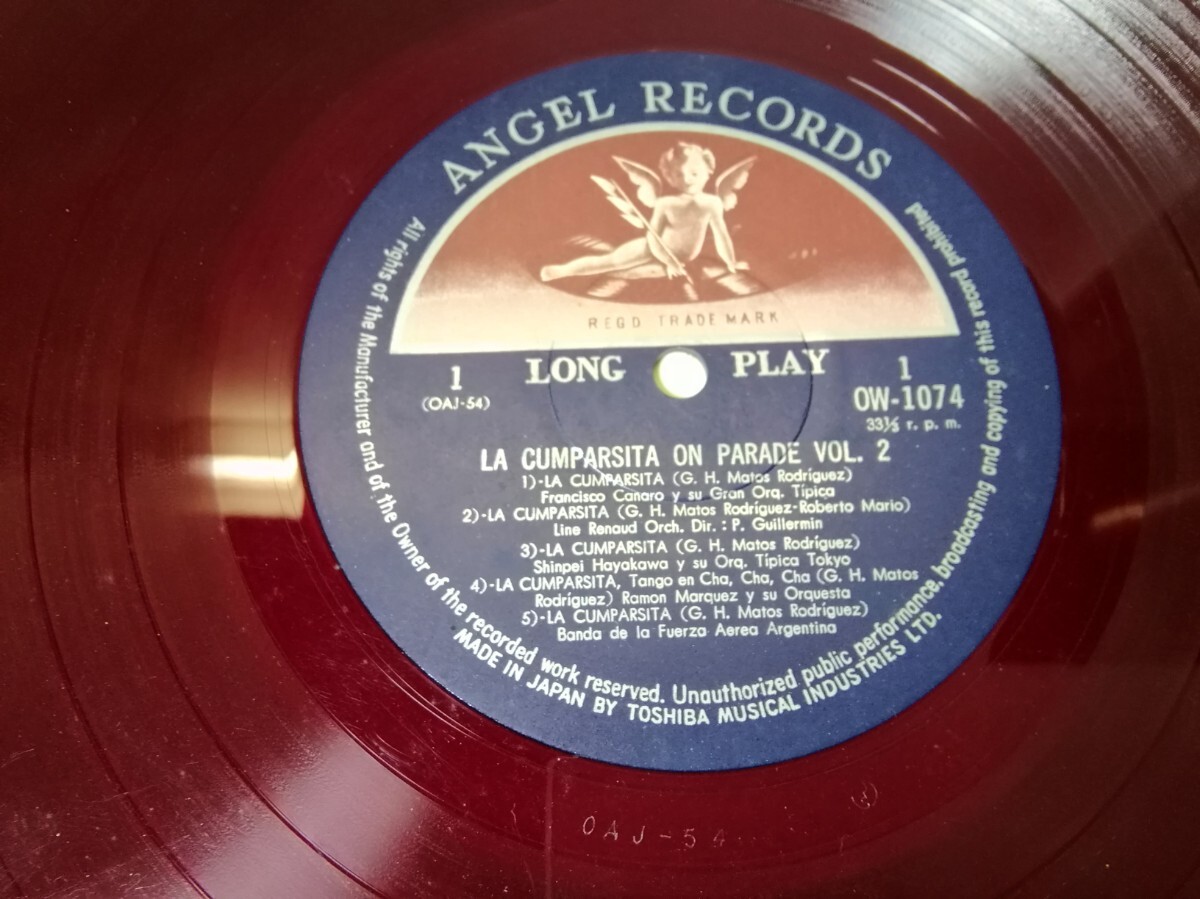 ANGEL RECORDS
REGD TRADE MARK
1 LONG PLAY 1
(OAJ-54) OW-1074
33⅓ r. p. m.
LA CUMPARSITA ON PARADE VOL. 2
1)-LA CUMPARSITA (G. H. Matos Rodríguez)
Francisco Canaro y su Gran Orq. Típica
2)-LA CUMPARSITA (G. H. Matos Rodríguez-Roberto Mario)
Line Renaud Orch. Dir. : P. Guillermin
3)-LA CUMPARSITA (G. H. Matos Rodríguez)
Shinpei Hayakawa y su Orq. Típica Tokyo
4)-LA CUMPARSITA, Tango en Cha, Cha, Cha (G. H. Matos
Rodríguez) Ramon Marquez y su Orquesta
5)-LA CUMPARSITA (G. H. Matos Rodríguez)
Banda de la Fuerza Aerea Argentina
All rights of the Manufacturer and of the Owner of the recorded work reserved. Unauthorized public performance, broadcasting and copying of this record prohibited
MADE IN JAPAN BY TOSHIBA MUSICAL INDUSTRIES LTD.
OAJ-54